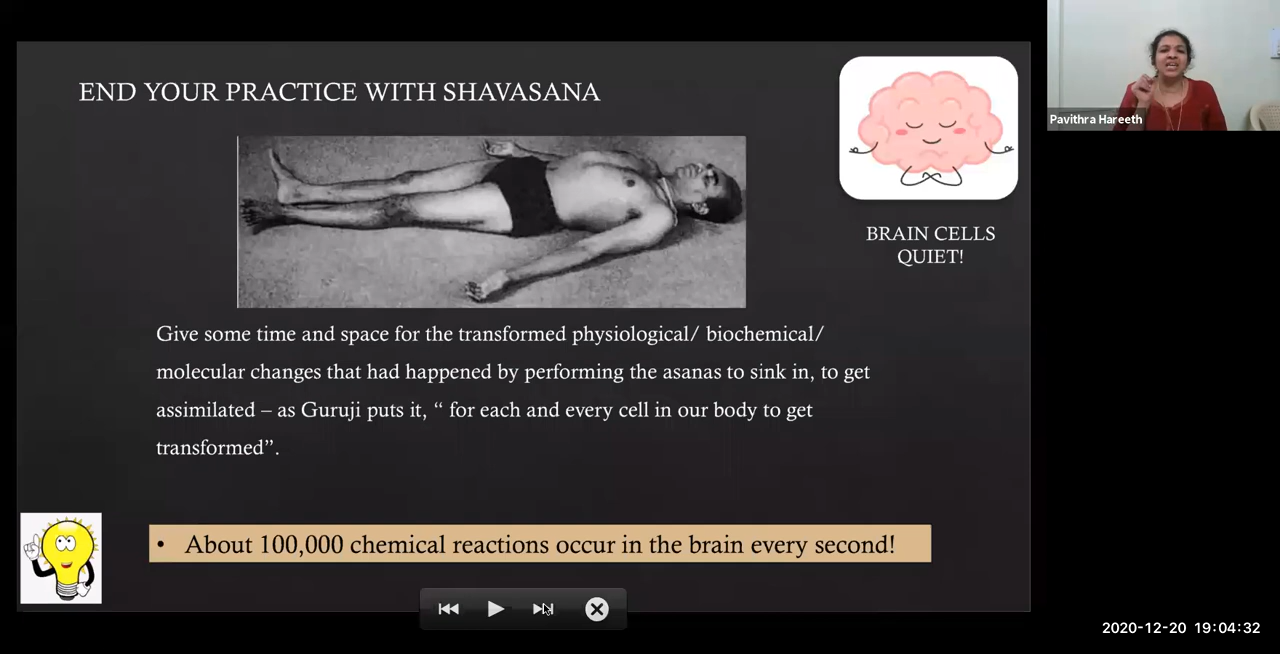 END YOUR PRACTICE WITH SHAVASANA
BRAIN CELLS
QUIET!
Give some time and space for the transformed physiological/ biochemical/
molecular changes that had happened by performing the asanas to sink in, to get
assimilated – as Guruji puts it, “ for each and every cell in our body to get
transformed”.
• About 100,000 chemical reactions occur in the brain every second!
Pavithra Hareeth
2020-12-20 19:04:32